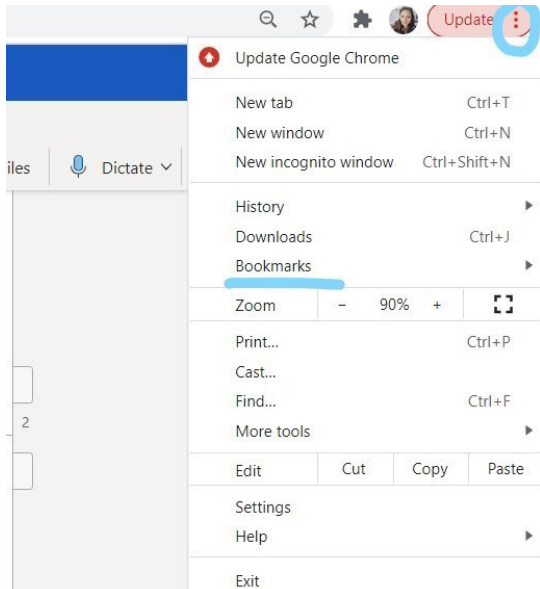 Update
Update Google Chrome
New tab Ctrl+T
New window Ctrl+N
New incognito window Ctrl+Shift+N
iles Dictate
History
Downloads Ctrl+J
Bookmarks
Zoom - 90% +
Print... Ctrl+P
Cast...
Find... Ctrl+F
2
More tools
Edit Cut Copy Paste
Settings
Help
Exit